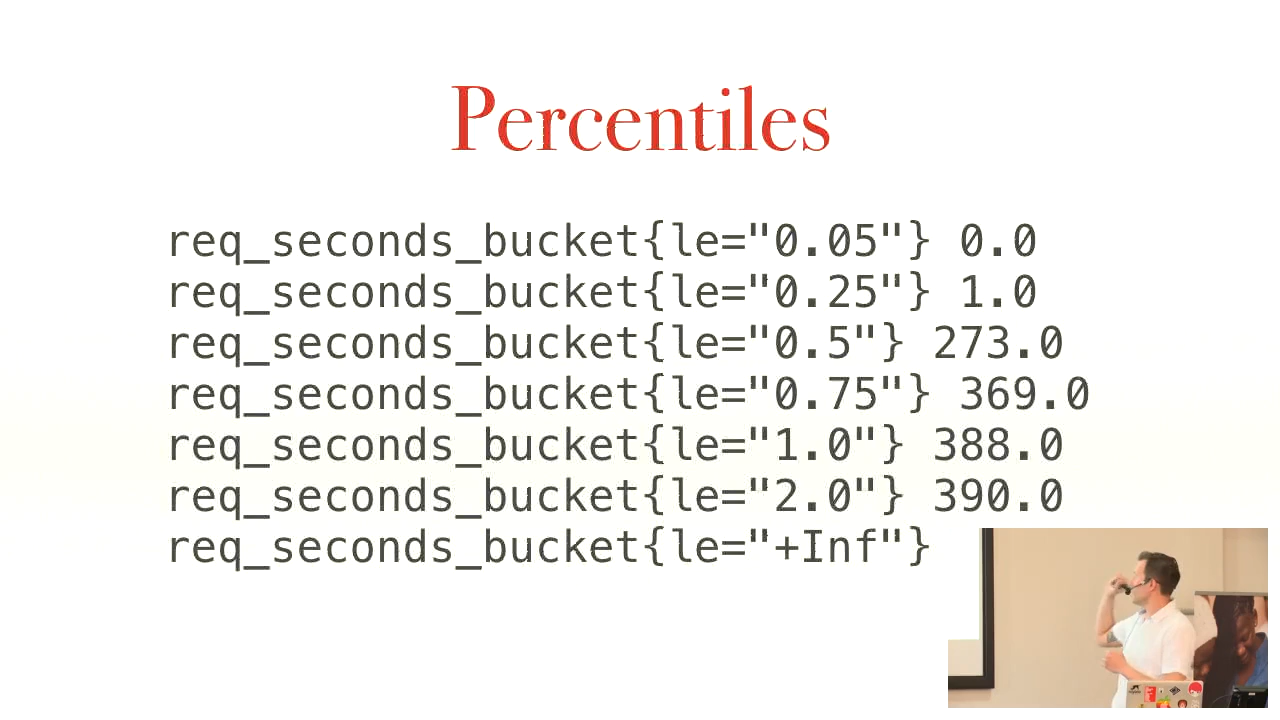 Percentiles
req_seconds_bucket{le="0.05"} 0.0
req_seconds_bucket{le="0.25"} 1.0
req_seconds_bucket{le="0.5"} 273.0
req_seconds_bucket{le="0.75"} 369.0
req_seconds_bucket{le="1.0"} 388.0
req_seconds_bucket{le="2.0"} 390.0
req_seconds_bucket{le="+Inf"}